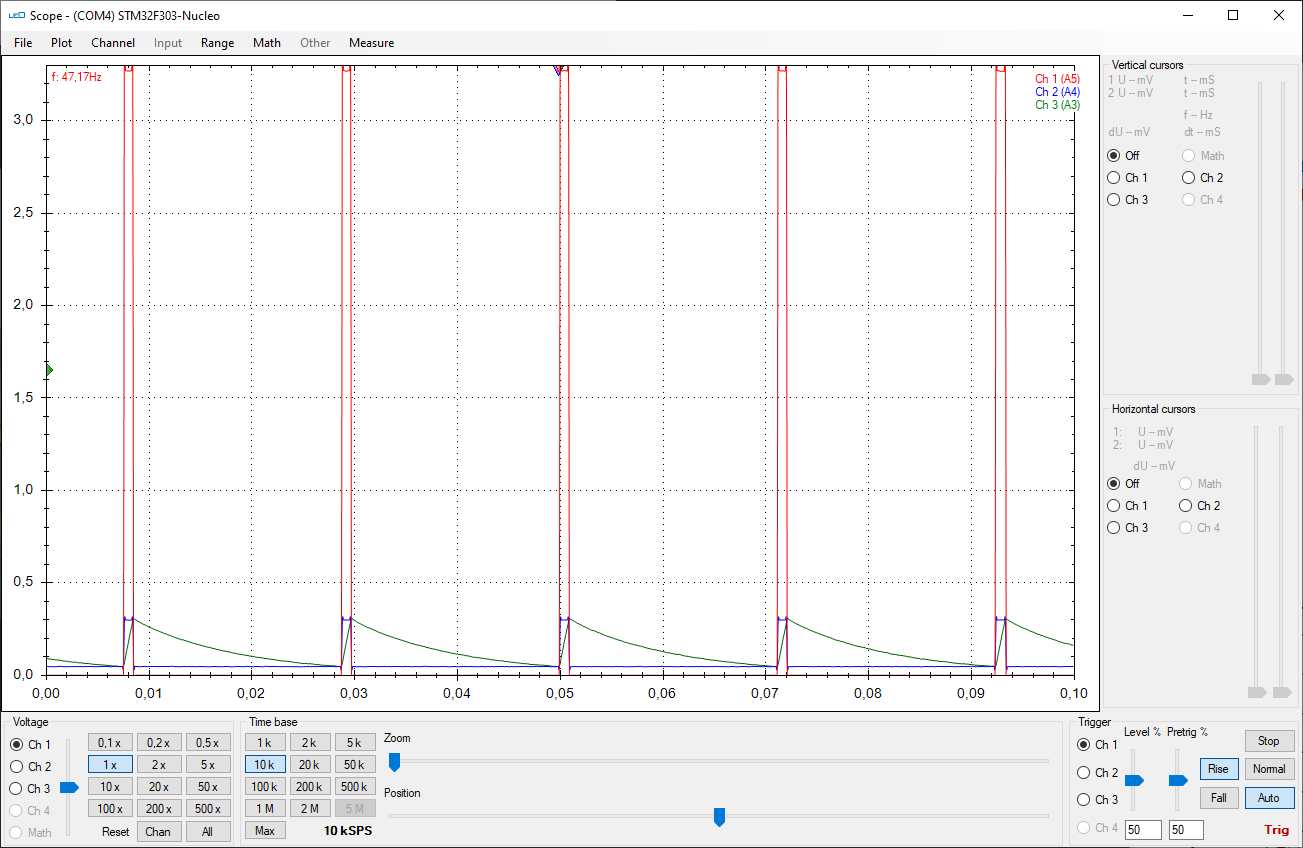 LEO Scope - (COM4) STM32F303-Nucleo
File Plot Channel Input Range Math Other Measure
f: 47,17Hz
Ch 1 (A5)
Ch 2 (A4)
Ch 3 (A3)
3,0
2,5
2,0
1,5
1,0
0,5
0,0
0,00 0,01 0,02 0,03 0,04 0,05 0,06 0,07 0,08 0,09 0,10
Vertical cursors
1 U -- mV t -- mS
2 U -- mV t -- mS
f -- Hz
dU -- mV dt -- mS
Off Math
Ch 1 Ch 2
Ch 3 Ch 4
Horizontal cursors
1: U -- mV
2: U -- mV
dU -- mV
Off Math
Ch 1 Ch 2
Ch 3 Ch 4
Voltage
Ch 1 0,1 x 0,2 x 0,5 x
Ch 2 1 x 2 x 5 x
Ch 3 10 x 20 x 50 x
Ch 4 100 x 200 x 500 x
Math Reset Chan All
Time base
1 k 2 k 5 k
10 k 20 k 50 k
100 k 200 k 500 k
1 M 2 M 5 M
Max 10 kSPS
Zoom
Position
Trigger
Level % Pretrig %
Ch 1 Stop
Ch 2 Rise Normal
Ch 3 Fall Auto
Ch 4 50 50 Trig